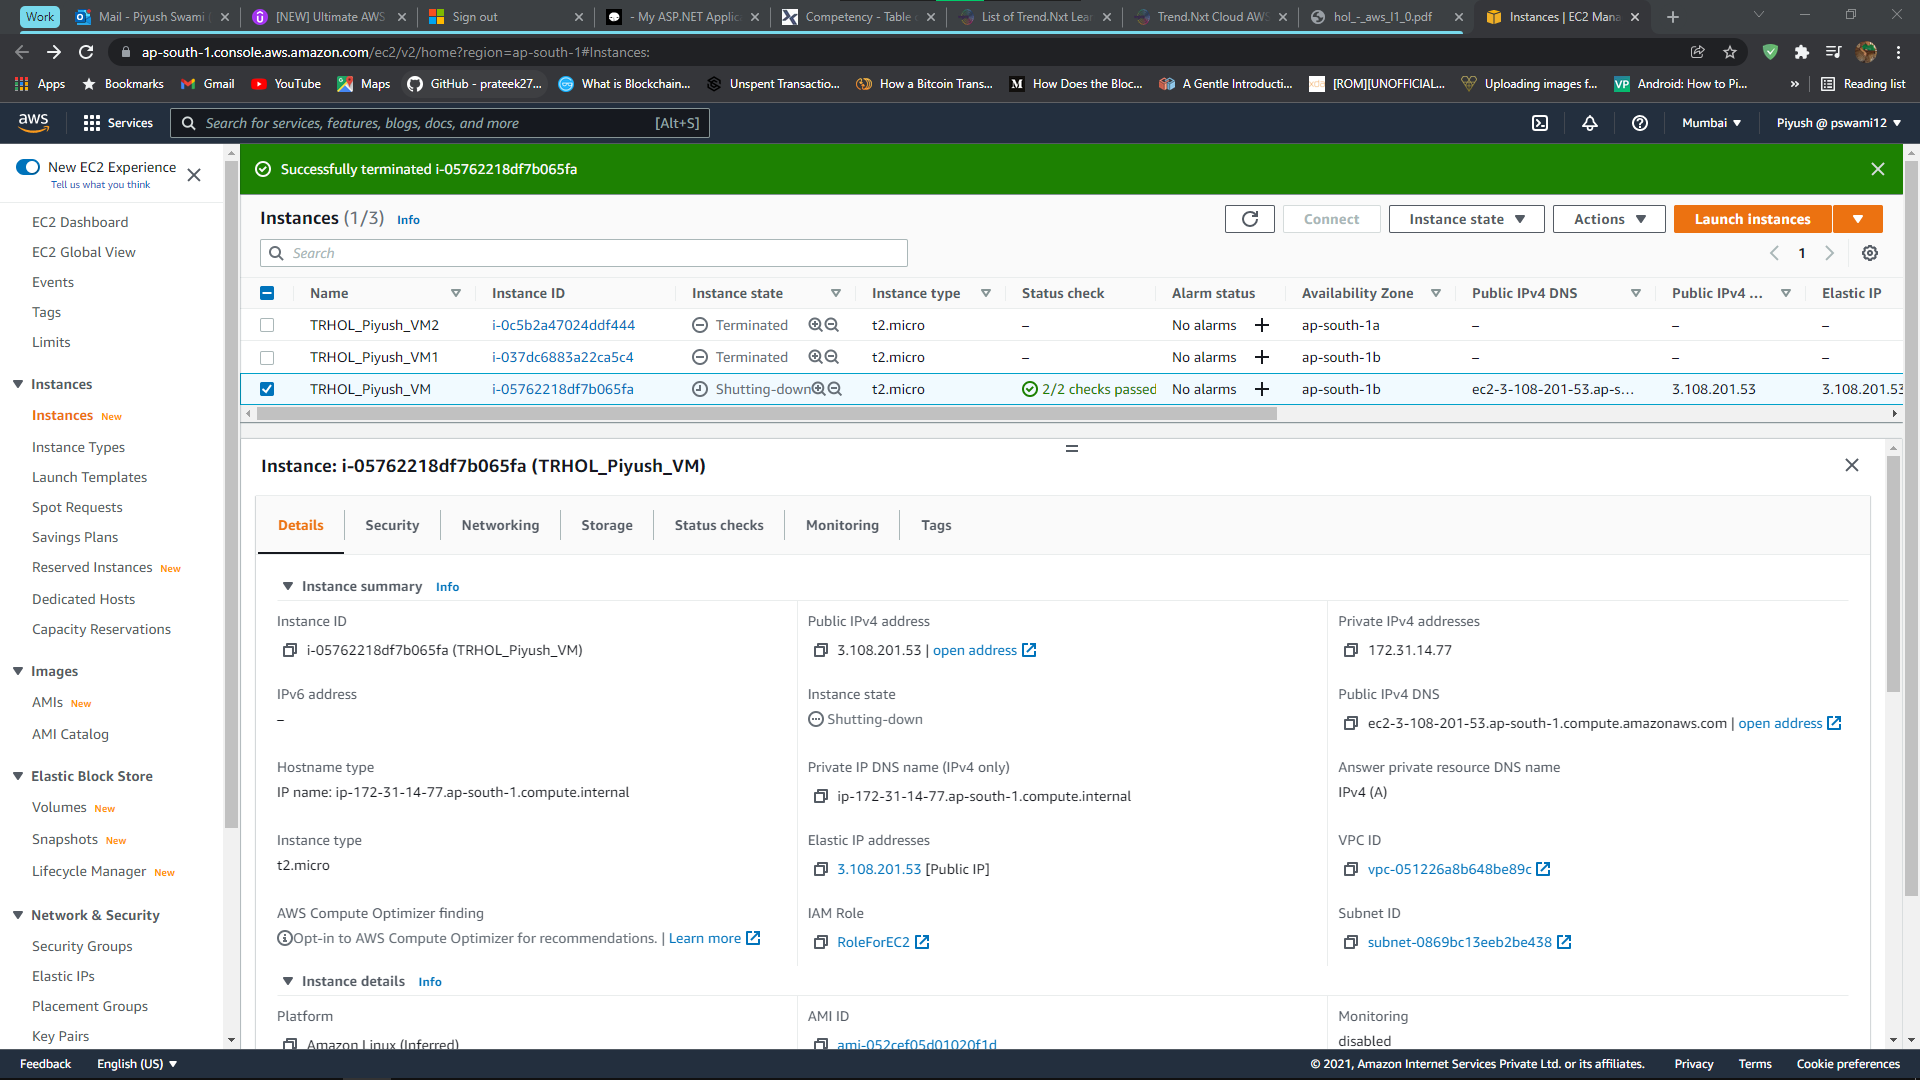 Work
Mail - Piyush Swami (
[NEW] Ultimate AWS
Sign out
- My ASP.NET Applic
Competency - Table
List of Trend.Nxt Lea
Trend.Nxt Cloud AWS
hol_-_aws_l1_0.pdf
Instances | EC2 Mana
ap-south-1.console.aws.amazon.com/ec2/v2/home?region=ap-south-1#Instances:
Apps
Bookmarks
Gmail
YouTube
Maps
GitHub - prateek27...
What is Blockchain...
Unspent Transactio...
How a Bitcoin Trans...
How Does the Bloc...
A Gentle Introducti...
[ROM][UNOFFICIAL...
Uploading images f...
Android: How to Pi...
»
Reading list
aws
Services
Search for services, features, blogs, docs, and more
[Alt+S]
Mumbai
Piyush @ pswami12
New EC2 Experience
Tell us what you think
EC2 Dashboard
EC2 Global View
Events
Tags
Limits
Instances
Instances New
Instance Types
Launch Templates
Spot Requests
Savings Plans
Reserved Instances New
Dedicated Hosts
Capacity Reservations
Images
AMIs New
AMI Catalog
Elastic Block Store
Volumes New
Snapshots New
Lifecycle Manager New
Network & Security
Security Groups
Elastic IPs
Placement Groups
Key Pairs
Successfully terminated i-05762218df7b065fa
Instances (1/3) Info
Connect
Instance state
Actions
Launch instances
Search
1
Name Instance ID Instance state Instance type Status check Alarm status Availability Zone Public IPv4 DNS Public IPv4 ... Elastic IP
TRHOL_Piyush_VM2 i-0c5b2a47024ddf444 Terminated t2.micro – No alarms + ap-south-1a – – –
TRHOL_Piyush_VM1 i-037dc6883a22ca5c4 Terminated t2.micro – No alarms + ap-south-1b – – –
TRHOL_Piyush_VM i-05762218df7b065fa Shutting-down t2.micro 2/2 checks passed No alarms + ap-south-1b ec2-3-108-201-53.ap-s... 3.108.201.53 3.108.201.53
Instance: i-05762218df7b065fa (TRHOL_Piyush_VM)
Details
Security
Networking
Storage
Status checks
Monitoring
Tags
Instance summary Info
Instance ID
i-05762218df7b065fa (TRHOL_Piyush_VM)
Public IPv4 address
3.108.201.53 | open address
Private IPv4 addresses
172.31.14.77
IPv6 address
–
Instance state
Shutting-down
Public IPv4 DNS
ec2-3-108-201-53.ap-south-1.compute.amazonaws.com | open address
Hostname type
IP name: ip-172-31-14-77.ap-south-1.compute.internal
Private IP DNS name (IPv4 only)
ip-172-31-14-77.ap-south-1.compute.internal
Answer private resource DNS name
IPv4 (A)
Instance type
t2.micro
Elastic IP addresses
3.108.201.53 [Public IP]
VPC ID
vpc-051226a8b648be89c
AWS Compute Optimizer finding
Opt-in to AWS Compute Optimizer for recommendations. | Learn more
IAM Role
RoleForEC2
Subnet ID
subnet-0869bc13eeb2be438
Instance details Info
Platform
Amazon Linux (Inferred)
AMI ID
ami-052cef05d01020f1d
Monitoring
disabled
Feedback
English (US)
© 2021, Amazon Internet Services Private Ltd. or its affiliates.
Privacy
Terms
Cookie preferences